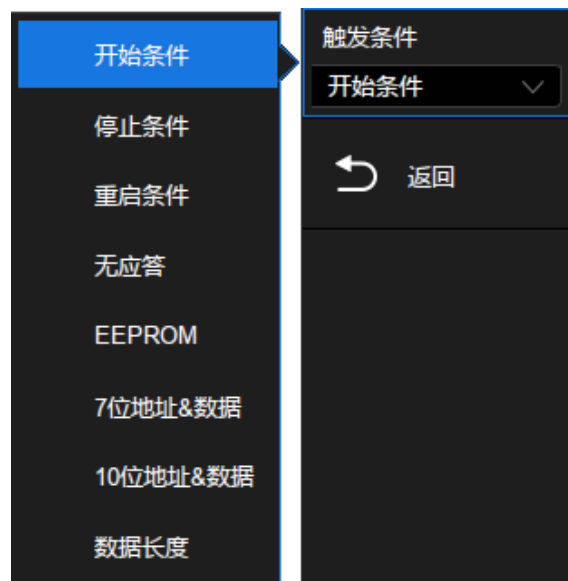 开始条件
停止条件
重启条件
无应答
EEPROM
7位地址&数据
10位地址&数据
数据长度
触发条件
开始条件
返回